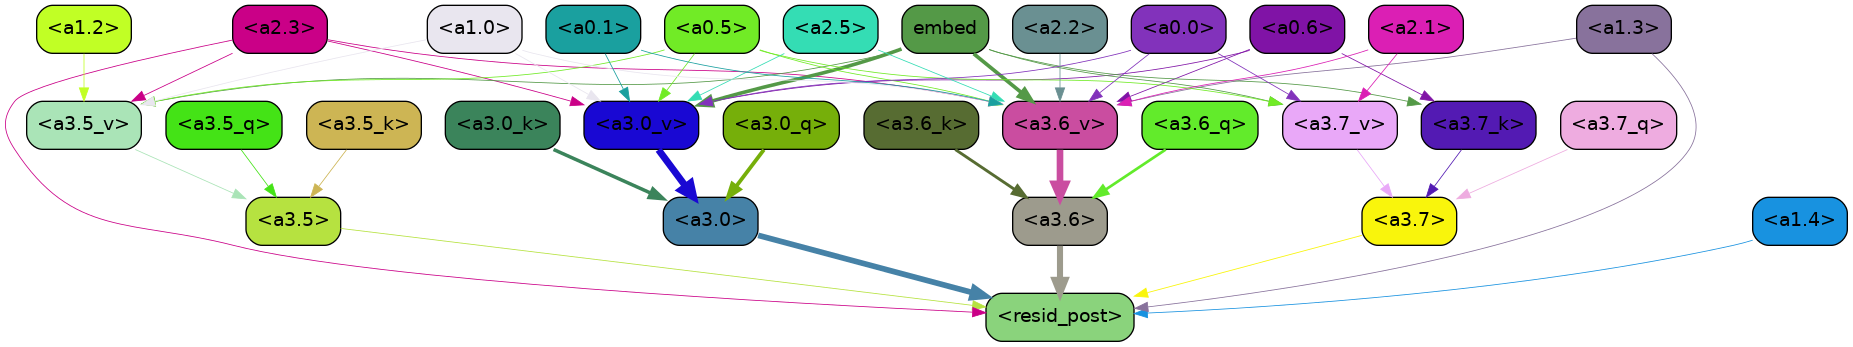 <a1.2> <a2.3> <a1.0> <a0.1> <a0.5> <a2.5> embed <a2.2> <a0.0> <a0.6> <a2.1> <a1.3>
<a3.5_v> <a3.5_q> <a3.5_k> <a3.0_k> <a3.0_v> <a3.0_q> <a3.6_k> <a3.6_v> <a3.6_q> <a3.7_v> <a3.7_k> <a3.7_q>
<a3.5> <a3.0> <a3.6> <a3.7> <a1.4>
<resid_post>